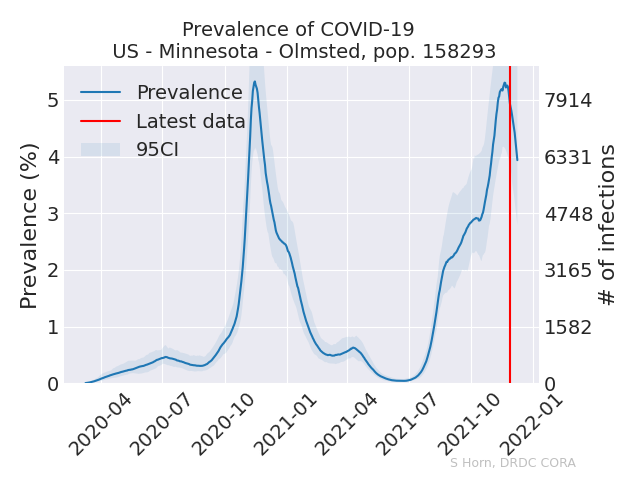 Prevalence of COVID-19
US - Minnesota - Olmsted, pop. 158293
Prevalence
Latest data
95CI
Prevalence (%)
5
4
3
2
1
0
7914
6331
4748
3165
1582
0
# of infections
2020-04
2020-07
2020-10
2021-01
2021-04
2021-07
2021-10
2022-01
S Horn, DRDC CORA